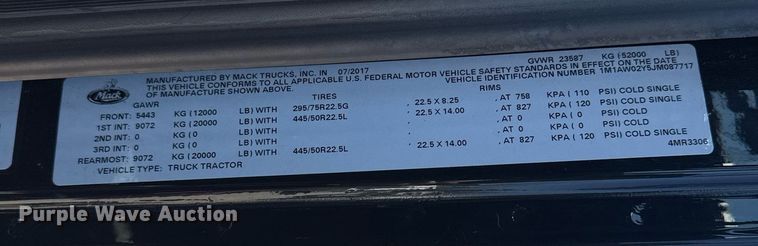 MANUFACTURED BY MACK TRUCKS, INC. IN 07/2017 GVWR 23587 KG (52000 LB)
THIS VEHICLE CONFORMS TO ALL APPLICABLE U.S. FEDERAL MOTOR VEHICLE SAFETY STANDARDS IN EFFECT ON THE DATE
OF MANUFACTURE SHOWN ABOVE. VEHICLE IDENTIFICATION NUMBER 1M1AW02Y5JM087717
Mack
GAWR TIRES RIMS
FRONT: 5443 KG (12000 LB) WITH 295/75R22.5G , 22.5 X 8.25 , AT 758 KPA ( 110 PSI) COLD SINGLE
1ST INT: 9072 KG (20000 LB) WITH 445/50R22.5L , 22.5 X 14.00 , AT 827 KPA ( 120 PSI) COLD SINGLE
2ND INT: 0 KG ( 0 LB) WITH , AT 0 KPA ( 0 PSI) COLD
3RD INT: 0 KG ( 0 LB) WITH , AT 0 KPA ( 0 PSI) COLD
REARMOST: 9072 KG (20000 LB) WITH 445/50R22.5L , 22.5 X 14.00 , AT 827 KPA ( 120 PSI) COLD SINGLE
VEHICLE TYPE: TRUCK TRACTOR 4MR3306
Purple Wave Auction